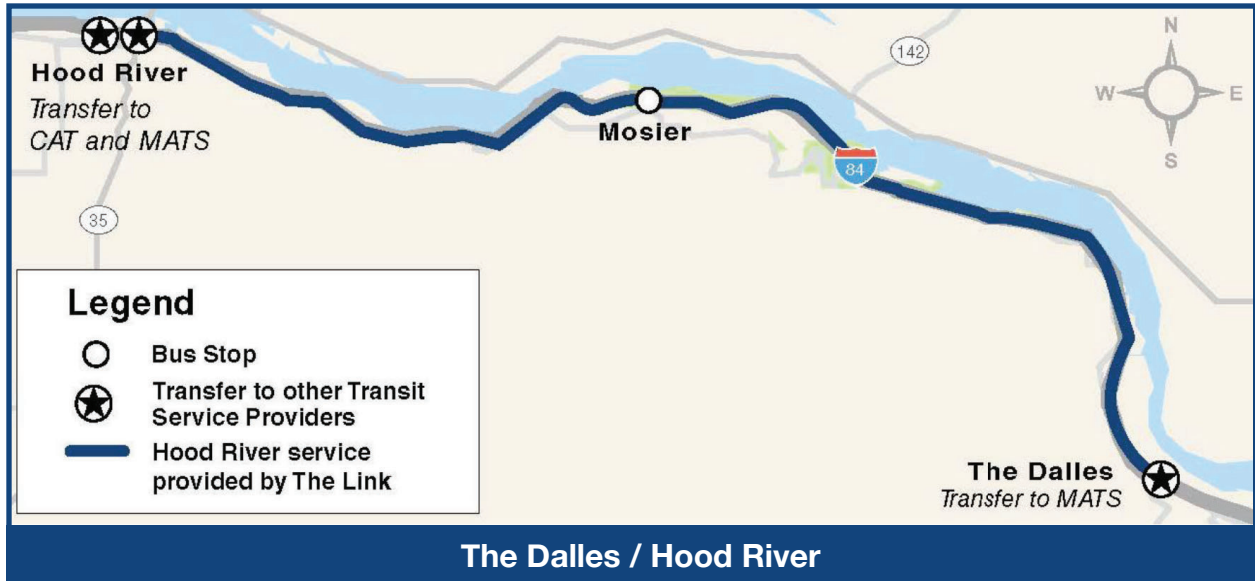 142
N
W
E
S
Hood River
Transfer to
CAT and MATS
Mosier
84
35
Legend
Bus Stop
Transfer to other Transit
Service Providers
Hood River service
provided by The Link
The Dalles
Transfer to MATS
The Dalles / Hood River